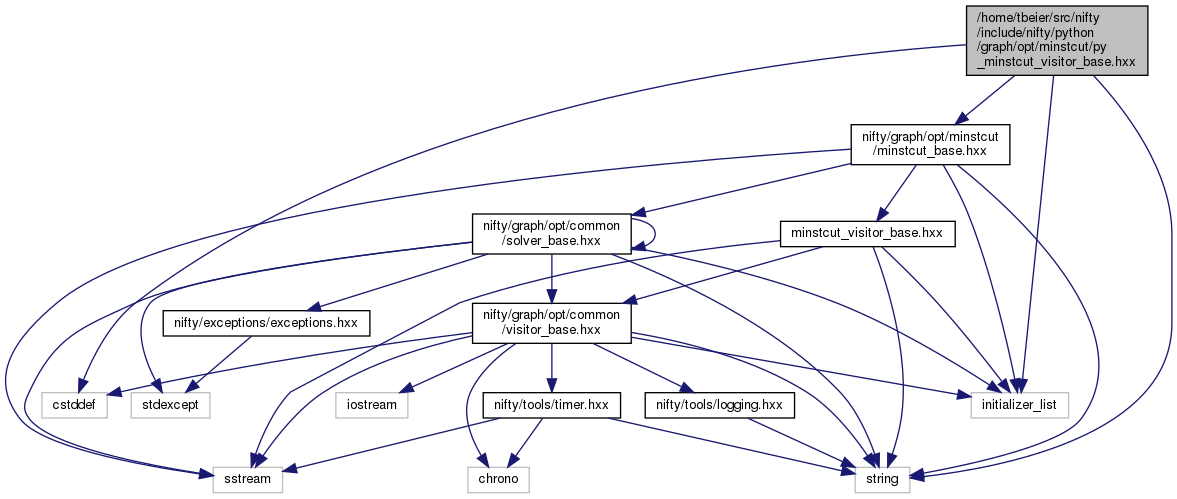 /home/tbeier/src/nifty
/include/nifty/python
/graph/opt/minstcut/py
_minstcut_visitor_base.hxx
nifty/graph/opt/minstcut
/minstcut_base.hxx
nifty/graph/opt/common
/solver_base.hxx
minstcut_visitor_base.hxx
nifty/exceptions/exceptions.hxx
nifty/graph/opt/common
/visitor_base.hxx
cstddef
stdexcept
iostream
nifty/tools/timer.hxx
nifty/tools/logging.hxx
initializer_list
sstream
chrono
string